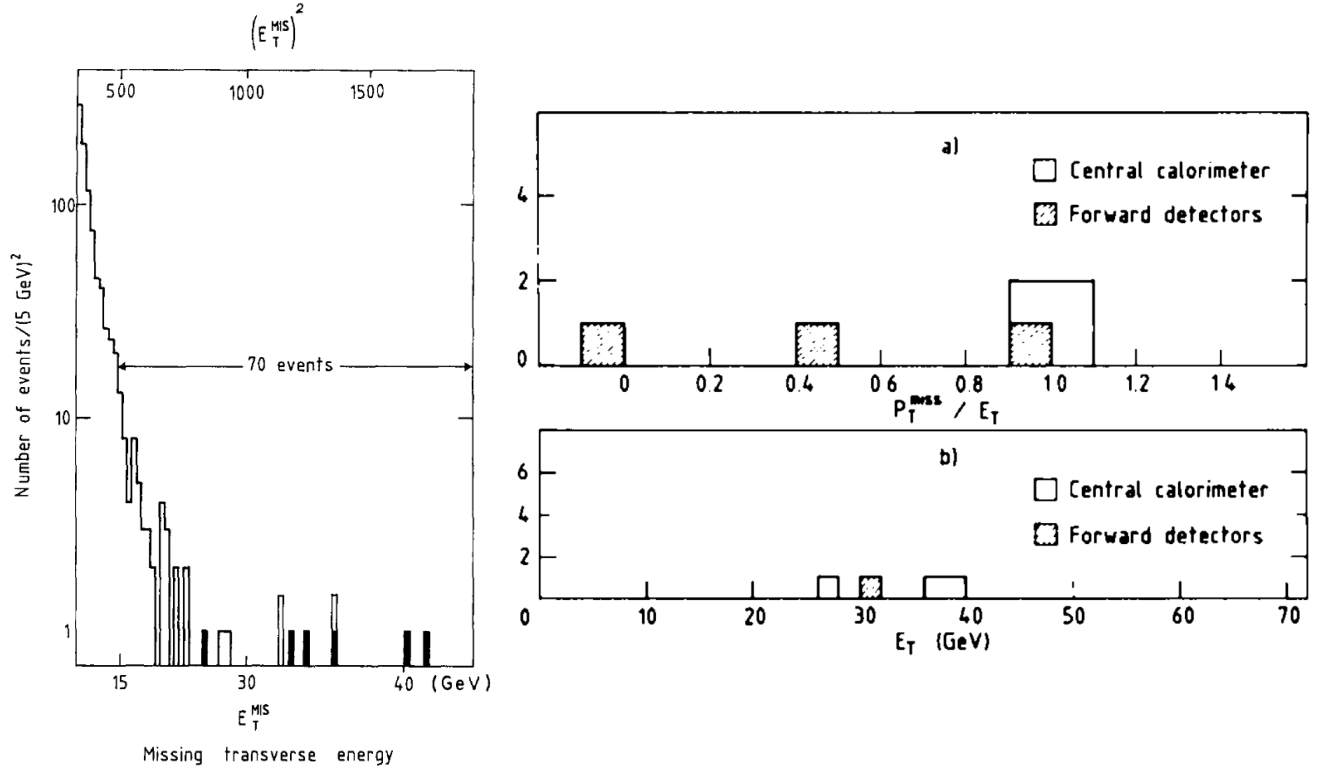 (E_T^MIS)^2
500 1000 1500
Number of events/(5 GeV)^2
100
10
1
70 events
15 30 40 (GeV)
E_T^MIS
Missing transverse energy
a)
Central calorimeter
Forward detectors
4
2
0
0 0.2 0.4 0 6 0.8 1 0 1.2 1 4
P_T^miss / E_T
b)
Central calorimeter
Forward detectors
6
4
2
0 10 20 30 40 50 60 70
E_T (GeV)